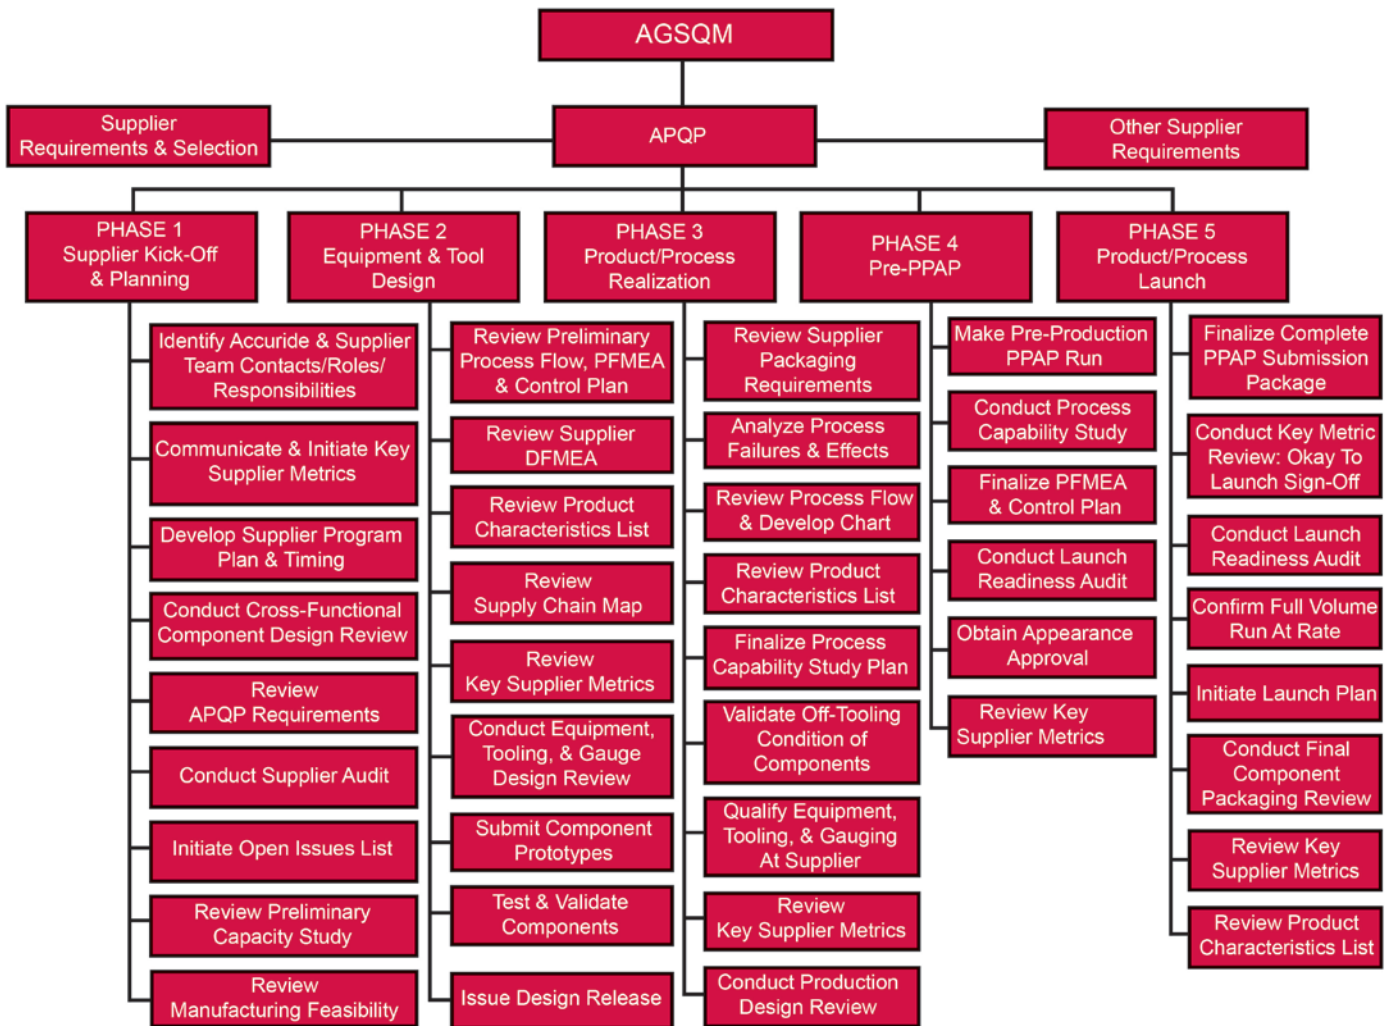 AGSQM
Supplier
Requirements & Selection
APQP
Other Supplier
Requirements
PHASE 1
Supplier Kick-Off
& Planning
Identify Accuride & Supplier
Team Contacts/Roles/
Responsibilities
Communicate & Initiate Key
Supplier Metrics
Develop Supplier Program
Plan & Timing
Conduct Cross-Functional
Component Design Review
Review
APQP Requirements
Conduct Supplier Audit
Initiate Open Issues List
Review Preliminary
Capacity Study
Review
Manufacturing Feasibility
PHASE 2
Equipment & Tool
Design
Review Preliminary
Process Flow, PFMEA
& Control Plan
Review Supplier
DFMEA
Review Product
Characteristics List
Review
Supply Chain Map
Review
Key Supplier Metrics
Conduct Equipment,
Tooling, & Gauge
Design Review
Submit Component
Prototypes
Test & Validate
Components
Issue Design Release
PHASE 3
Product/Process
Realization
Review Supplier
Packaging
Requirements
Analyze Process
Failures & Effects
Review Process Flow
& Develop Chart
Review Product
Characteristics List
Finalize Process
Capability Study Plan
Validate Off-Tooling
Condition of
Components
Qualify Equipment,
Tooling, & Gauging
At Supplier
Review
Key Supplier Metrics
Conduct Production
Design Review
PHASE 4
Pre-PPAP
Make Pre-Production
PPAP Run
Conduct Process
Capability Study
Finalize PFMEA
& Control Plan
Conduct Launch
Readiness Audit
Obtain Appearance
Approval
Review Key
Supplier Metrics
PHASE 5
Product/Process
Launch
Finalize Complete
PPAP Submission
Package
Conduct Key Metric
Review: Okay To
Launch Sign-Off
Conduct Launch
Readiness Audit
Confirm Full Volume
Run At Rate
Initiate Launch Plan
Conduct Final
Component
Packaging Review
Review Key
Supplier Metrics
Review Product
Characteristics List